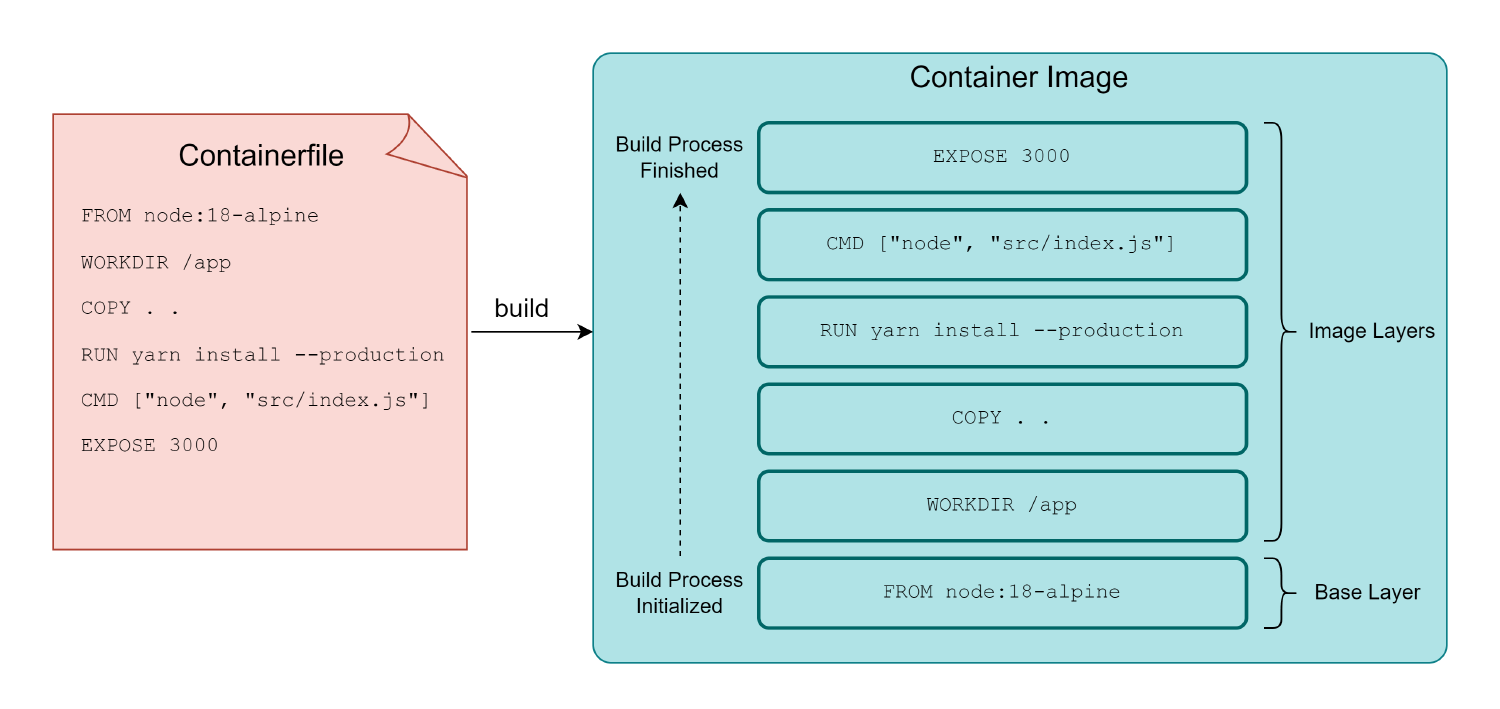 Containerfile
FROM node:18-alpine
WORKDIR /app
COPY . .
RUN yarn install --production
CMD ["node", "src/index.js"]
EXPOSE 3000
build
Container Image
Build Process
Finished
EXPOSE 3000
CMD ["node", "src/index.js"]
RUN yarn install --production
COPY . .
WORKDIR /app
Image Layers
Build Process
Initialized
FROM node:18-alpine
Base Layer